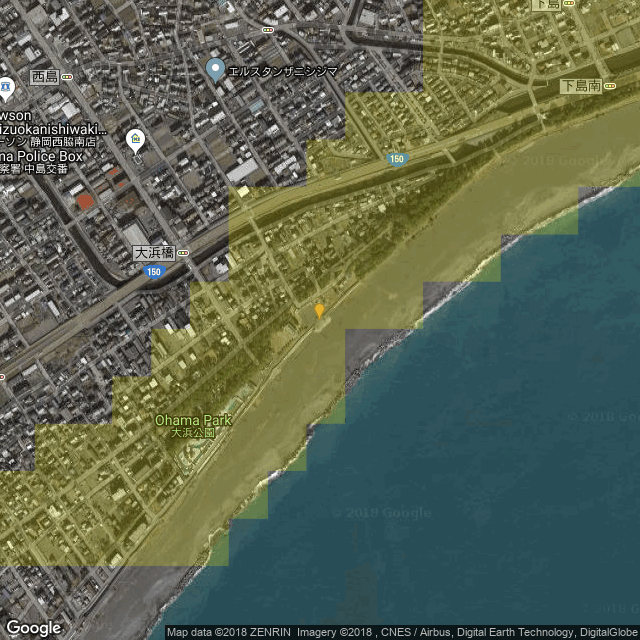 下島
エルスタンザニシジマ
西島
下島南
wson
izuokanishiwaki...
ーソン 静岡西脇南店
na Police Box
察署 中島交番
150
© 2018 Google
大浜橋
150
Ohama Park
大浜公園
© 2018 Google
© 2018 Google
Google
Map data ©2018 ZENRIN Imagery ©2018 , CNES / Airbus, Digital Earth Technology, DigitalGlobe